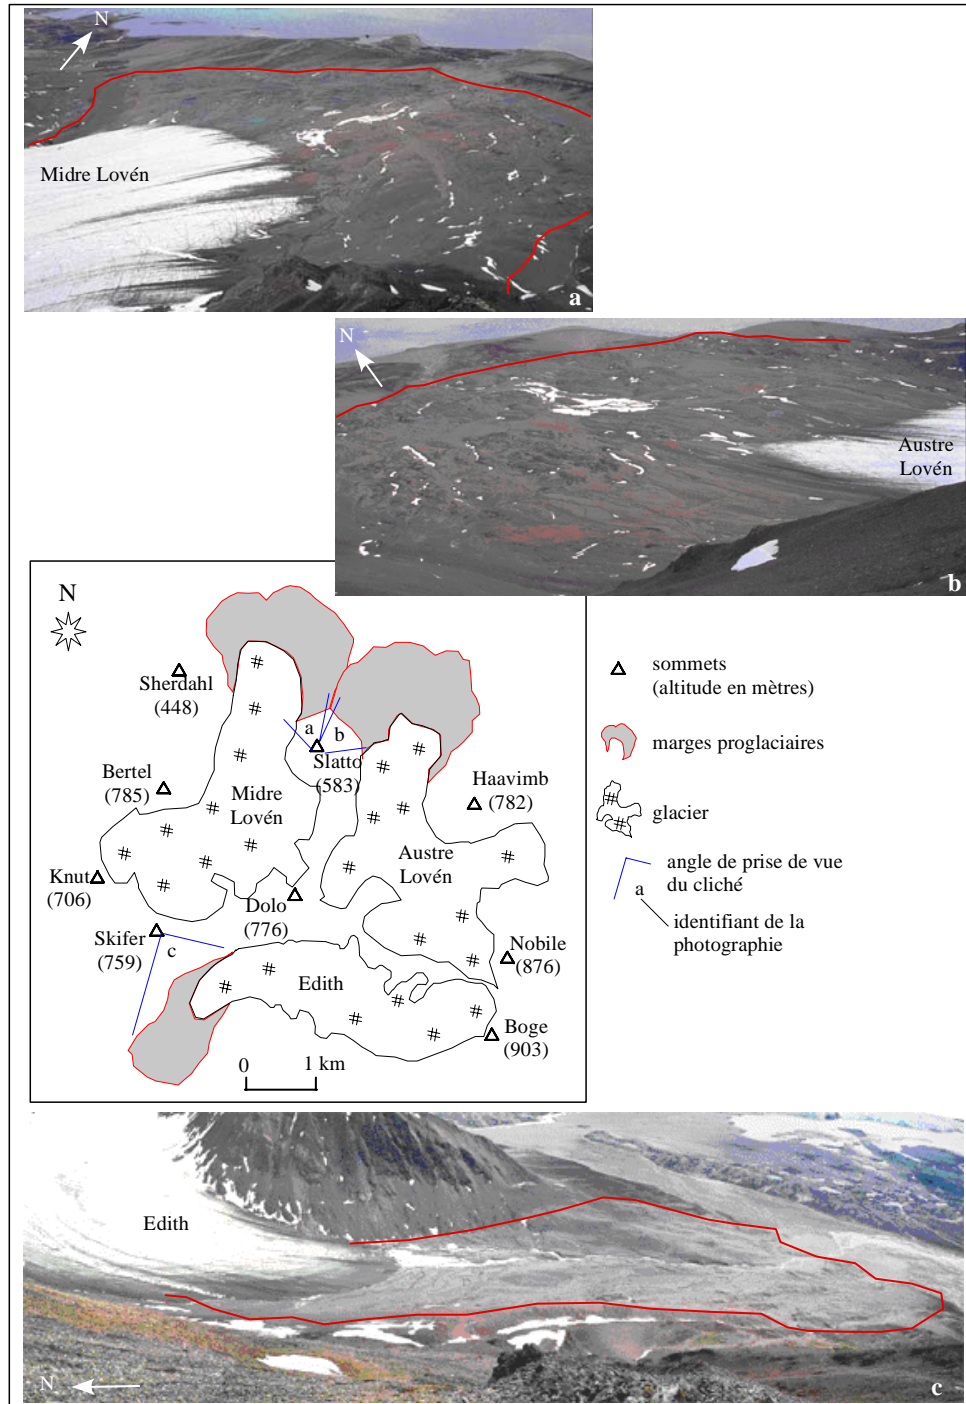 N
Midre Lovén
a
N
Austre
Lovén
b
N
Sherdahl
(448)
a
b
Slatto
(583)
Bertel
(785)
Midre
Lovén
Haavimb
(782)
Austre
Lovén
Knut
(706)
Dolo
(776)
Skifer
(759)
c
Nobile
(876)
Edith
Boge
(903)
0
1 km
sommets
(altitude en mètres)
marges proglaciaires
glacier
angle de prise de vue
du cliché
a
identifiant de la
photographie
Edith
N
c